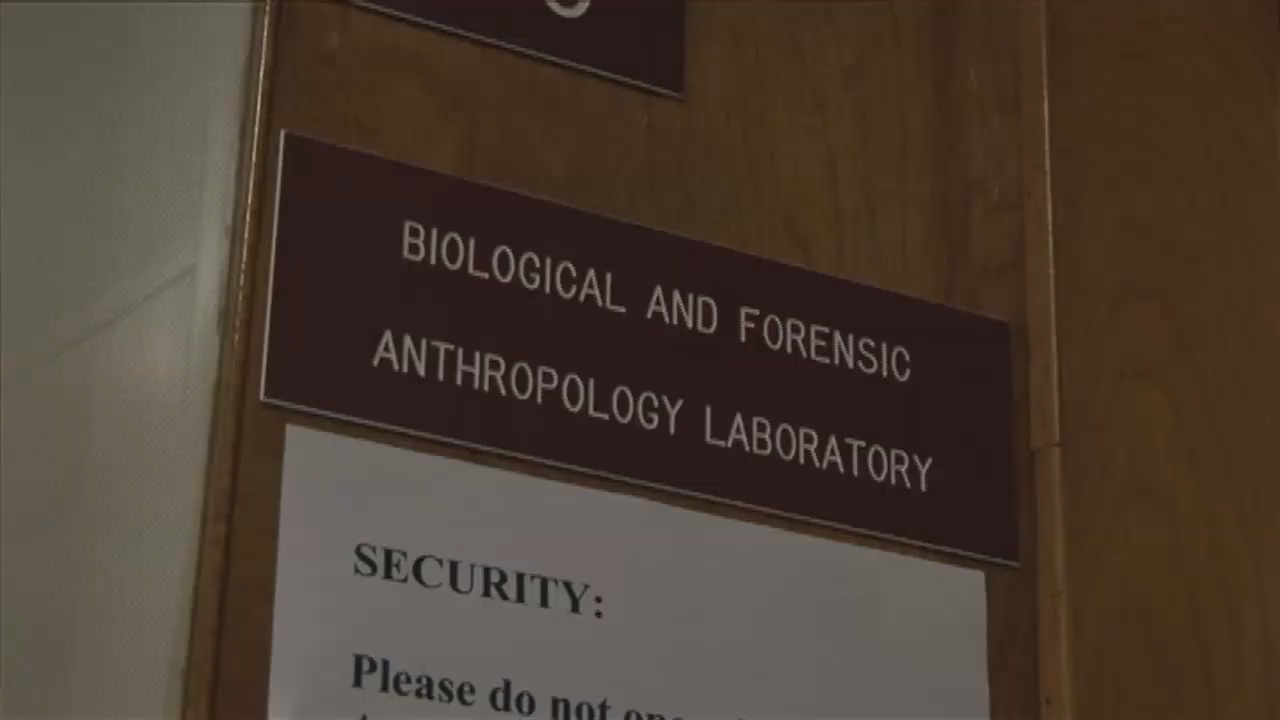 BIOLOGICAL AND FORENSIC
ANTHROPOLOGY LABORATORY
SECURITY:
Please do not